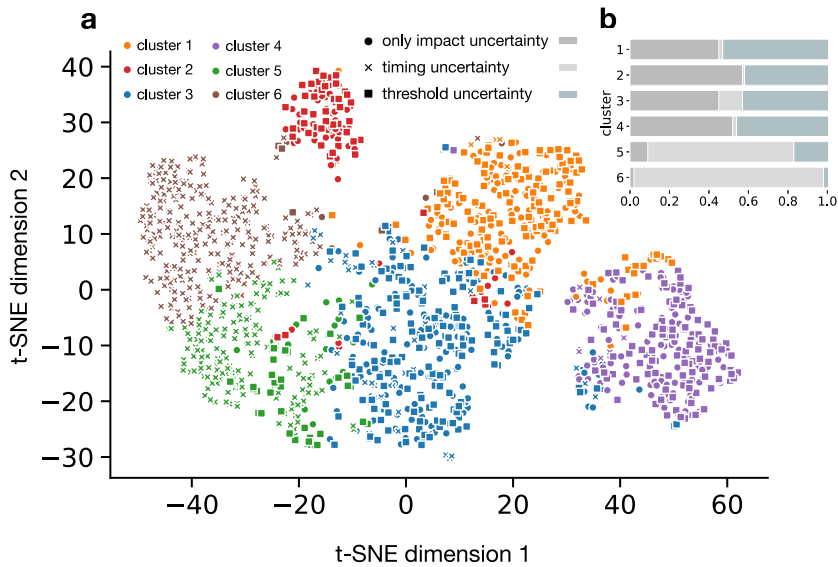 a
b
cluster 1
cluster 2
cluster 3
cluster 4
cluster 5
cluster 6
only impact uncertainty
timing uncertainty
threshold uncertainty
1
2
3
4
5
6
cluster
0.0 0.2 0.4 0.6 0.8 1.0
40
30
20
10
0
−10
−20
−30
t-SNE dimension 2
−40 −20 0 20 40 60
t-SNE dimension 1